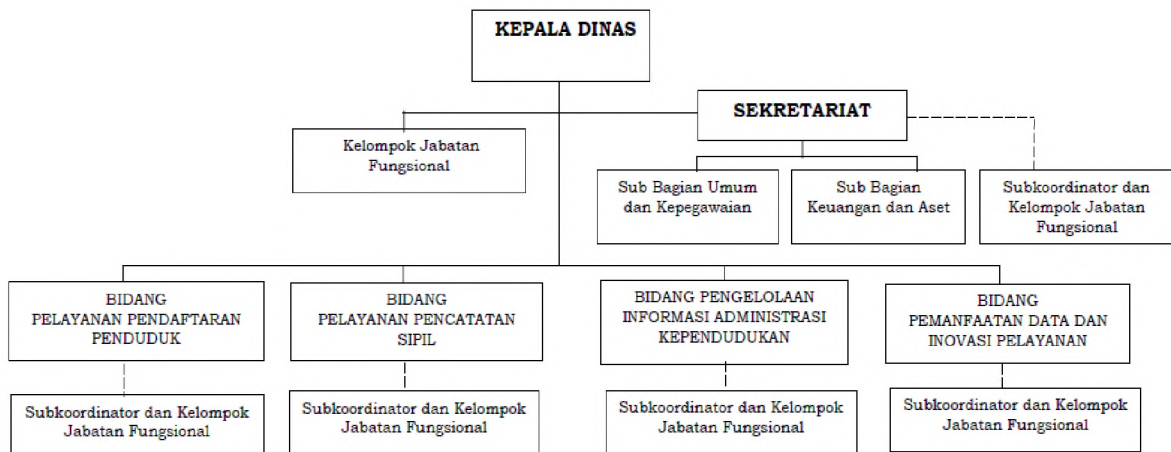 KEPALA DINAS
SEKRETARIAT
Kelompok Jabatan
Fungsional
Sub Bagian Umum
dan Kepegawaian
Sub Bagian
Keuangan dan Aset
Subkoordinator dan
Kelompok Jabatan
Fungsional
BIDANG
PELAYANAN PENDAFTARAN
PENDUDUK
BIDANG
PELAYANAN PENCATATAN
SIPIL
BIDANG PENGELOLAAN
INFORMASI ADMINISTRASI
KEPENDUDUKAN
BIDANG
PEMANFAATAN DATA DAN
INOVASI PELAYANAN
Subkoordinator dan Kelompok
Jabatan Fungsional
Subkoordinator dan Kelompok
Jabatan Fungsional
Subkoordinator dan Kelompok
Jabatan Fungsional
Subkoordinator dan Kelompok
Jabatan Fungsional